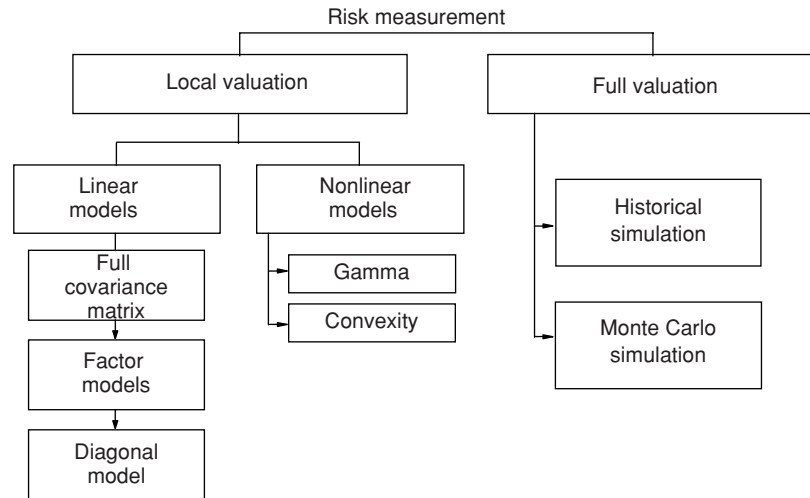 Risk measurement
Local valuation
Full valuation
Linear
models
Nonlinear
models
Full
covariance
matrix
Gamma
Convexity
Factor
models
Diagonal
model
Historical
simulation
Monte Carlo
simulation